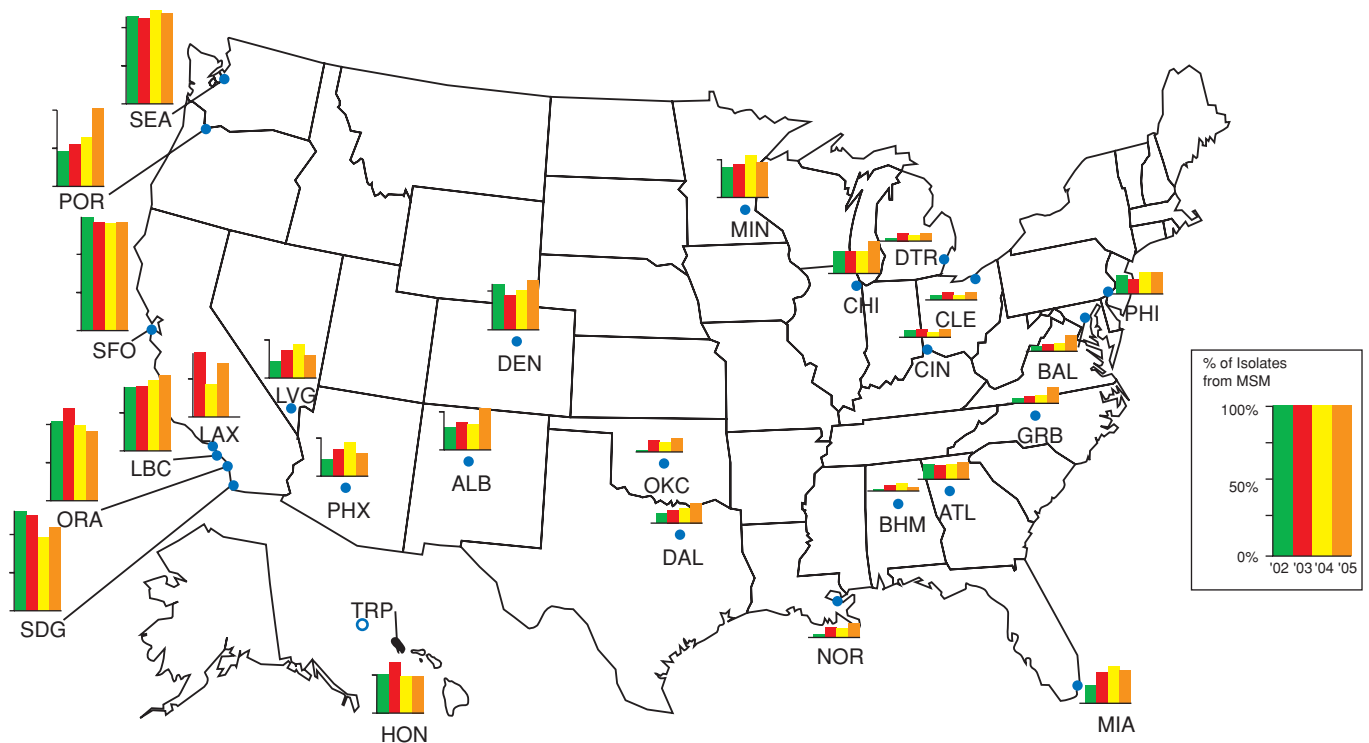 SEA
POR
MIN
DTR
SFO
CHI
CLE
PHI
DEN
CIN
BAL
LVG
LAX
GRB
LBC
ALB
OKC
PHX
ORA
BHM
ATL
DAL
SDG
TRP
NOR
HON
MIA
% of Isolates
from MSM
100%
50%
0%
'02 '03 '04 '05